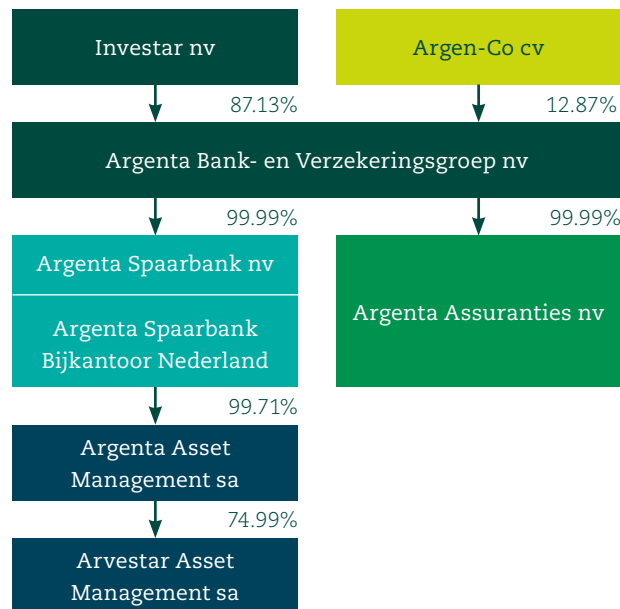 Investar nv
Argen-Co cv
87.13%
12.87%
Argenta Bank- en Verzekeringsgroep nv
99.99%
99.99%
Argenta Spaarbank nv
Argenta Spaarbank
Bijkantoor Nederland
Argenta Assuranties nv
99.71%
Argenta Asset
Management sa
74.99%
Arvestar Asset
Management sa